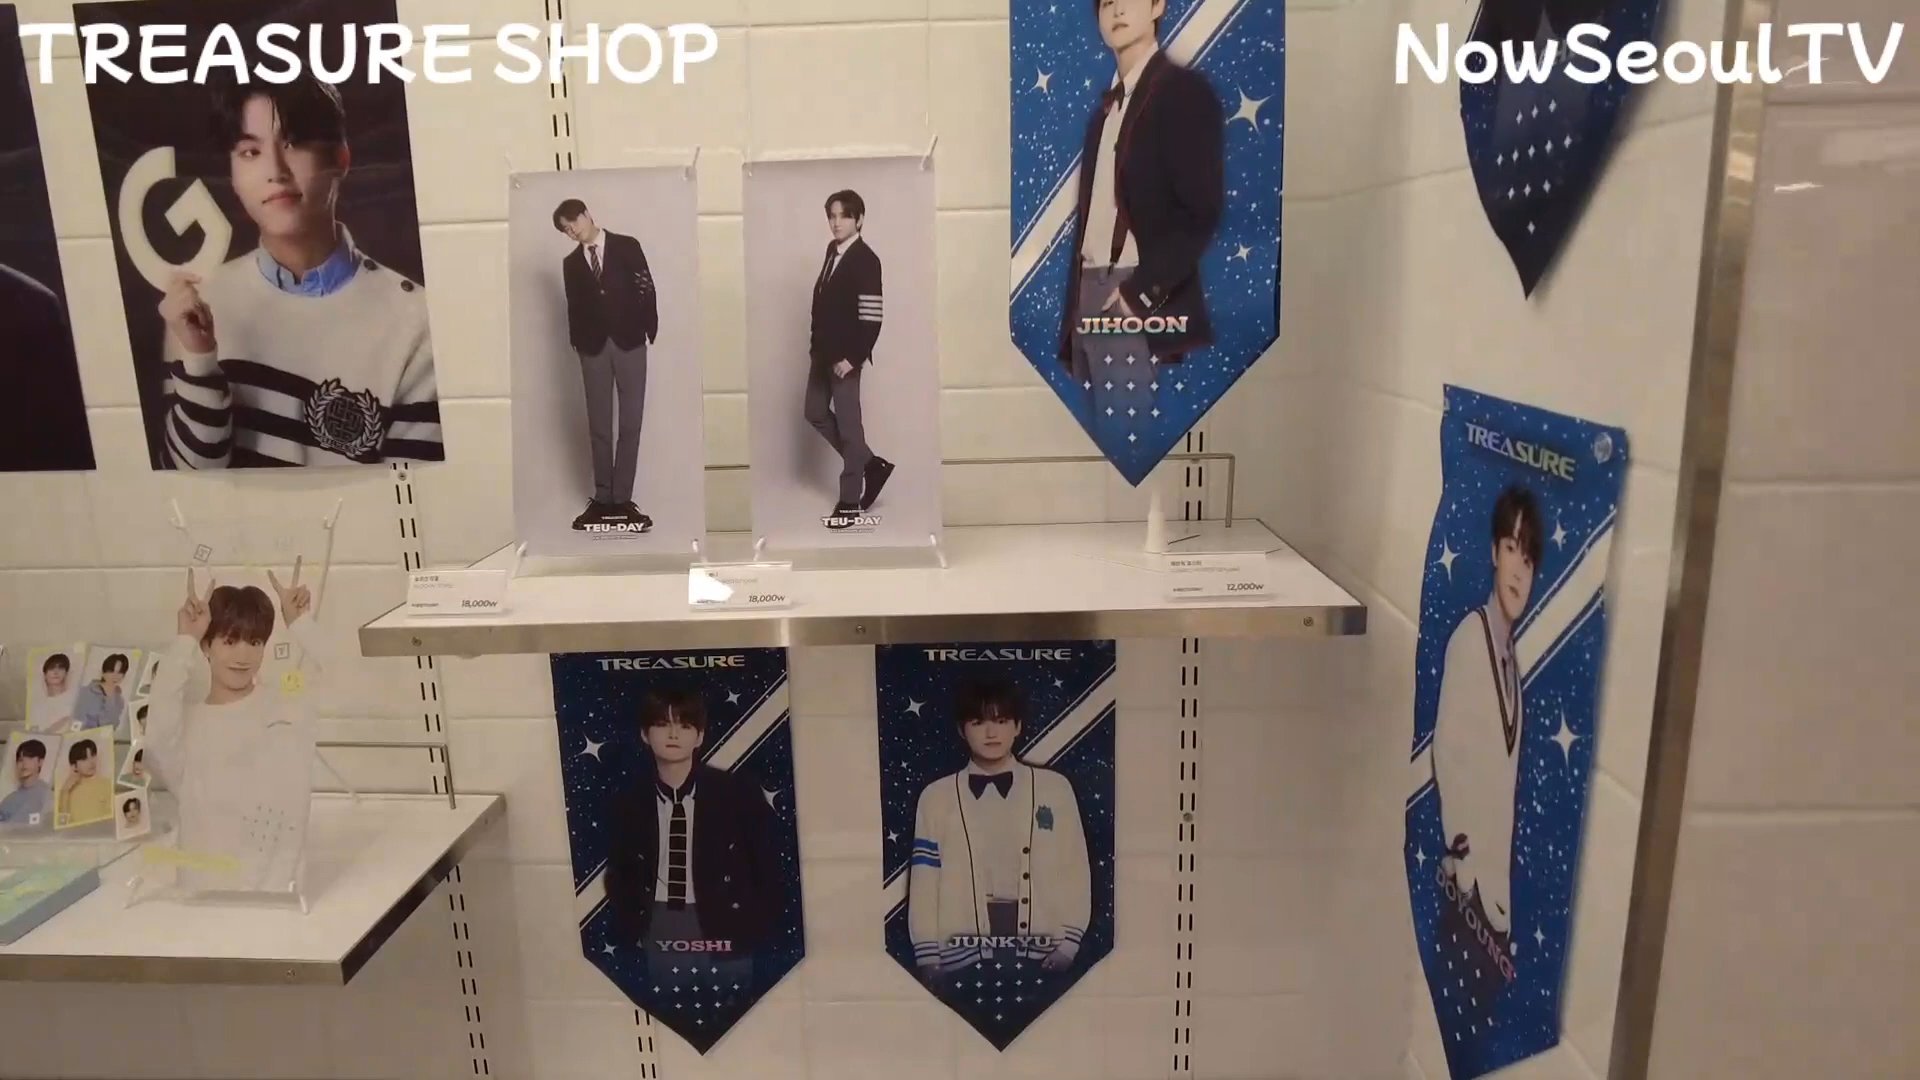 TREASURE SHOP
NowSeoulTV
G
JIHOON
TREASURE
TEU-DAY
TEU-DAY
18,000w
18,000w
12,000w
TREASURE
TREASURE
YOSHI
JUNKYU
DOYOUNG